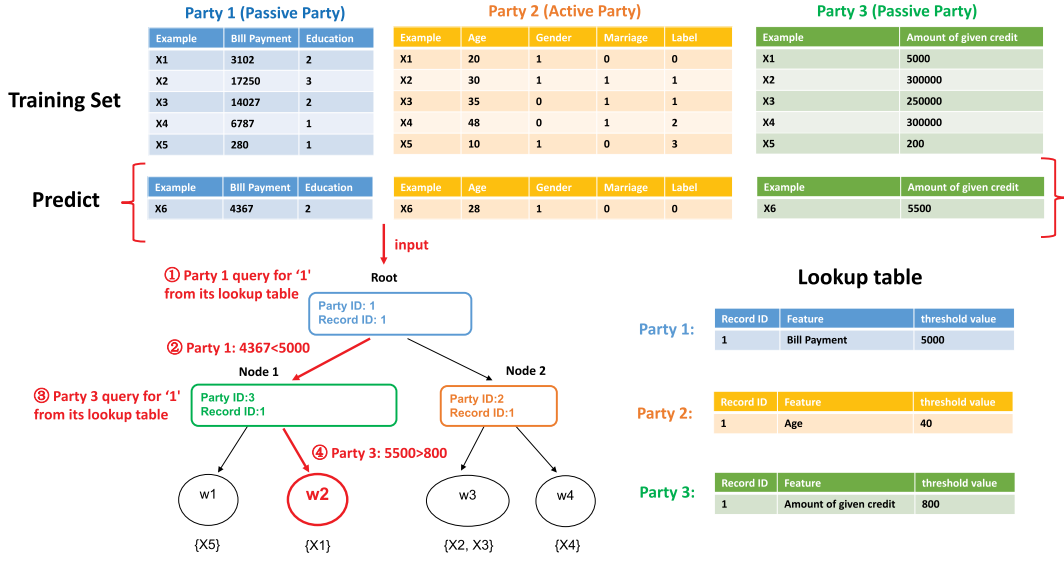 Party 1 (Passive Party)
Party 2 (Active Party)
Party 3 (Passive Party)
Training Set
Example Bill Payment Education
X1 3102 2
X2 17250 3
X3 14027 2
X4 6787 1
X5 280 1
Example Age Gender Marriage Label
X1 20 1 0 0
X2 30 1 1 1
X3 35 0 1 1
X4 48 0 1 2
X5 10 1 0 3
Example Amount of given credit
X1 5000
X2 300000
X3 250000
X4 300000
X5 200
Predict
Example Bill Payment Education
X6 4367 2
Example Age Gender Marriage Label
X6 28 1 0 0
Example Amount of given credit
X6 5500
input
① Party 1 query for ‘1'
from its lookup table
Root
Party ID: 1
Record ID: 1
② Party 1: 4367<5000
Node 1
Node 2
③ Party 3 query for ‘1'
from its lookup table
Party ID:3
Record ID:1
Party ID:2
Record ID:1
④ Party 3: 5500>800
w1
w2
w3
w4
{X5}
{X1}
{X2, X3}
{X4}
Lookup table
Party 1:
Record ID Feature threshold value
1 Bill Payment 5000
Party 2:
Record ID Feature threshold value
1 Age 40
Party 3:
Record ID Feature threshold value
1 Amount of given credit 800